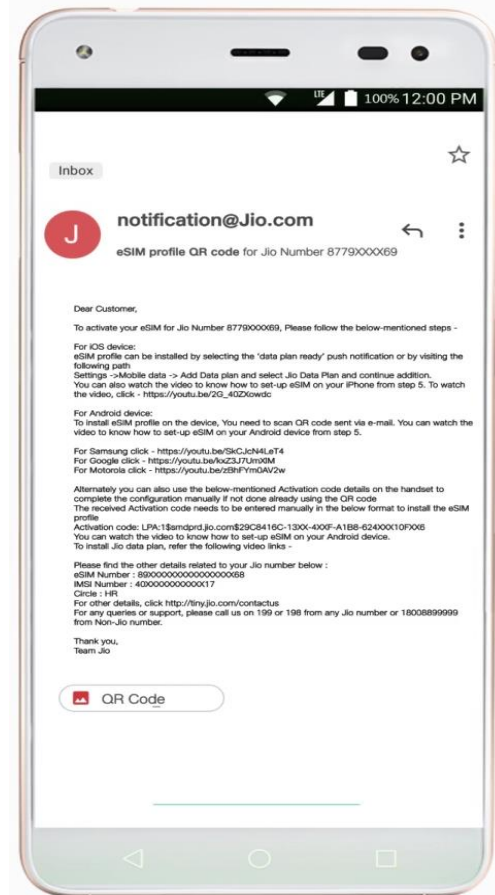 LTE 100% 12:00 PM
Inbox
J
notification@Jio.com
eSIM profile QR code for Jio Number 8779XXXX69
Dear Customer,
To activate your eSIM for Jio Number 8779XXXX69, Please follow the below-mentioned steps -
For iOS device:
eSIM profile can be installed by selecting the 'data plan ready' push notification or by visiting the
following path
Settings ->Mobile data -> Add Data plan and select Jio Data Plan and continue addition.
You can also watch the video to know how to set-up eSIM on your iPhone from step 5. To watch
the video, click - https://youtu.be/2G_40ZXowdc
For Android device:
To install eSIM profile on the device, You need to scan QR code sent via e-mail. You can watch the
video to know how to set-up eSIM on your Android device from step 5.
For Samsung click - https://youtu.be/SkCJcN4LeT4
For Google click - https://youtu.be/kxZ3J7UmXlM
For Motorola click - https://youtu.be/zBhFYm0AV2w
Alternately you can also use the below-mentioned Activation code details on the handset to
complete the configuration manually if not done already using the QR code
The received Activation code needs to be entered manually in the below format to install the eSIM
profile
Activation code: LPA:1$smdprd.jio.com$29C8416C-13XX-4XXF-A1B8-624XXX10FXX6
You can watch the video to know how to set-up eSIM on your Android device.
To install Jio data plan, refer the following video links -
Please find the other details related to your Jio number below :
eSIM Number : 89XXXXXXXXXXXXXXXX68
IMSI Number : 40XXXXXXXXXXX17
Circle : HR
For other details, click http://tiny.jio.com/contactus
For any queries or support, please call us on 199 or 198 from any Jio number or 18008899999
from Non-Jio number.
Thank you,
Team Jio
QR Code